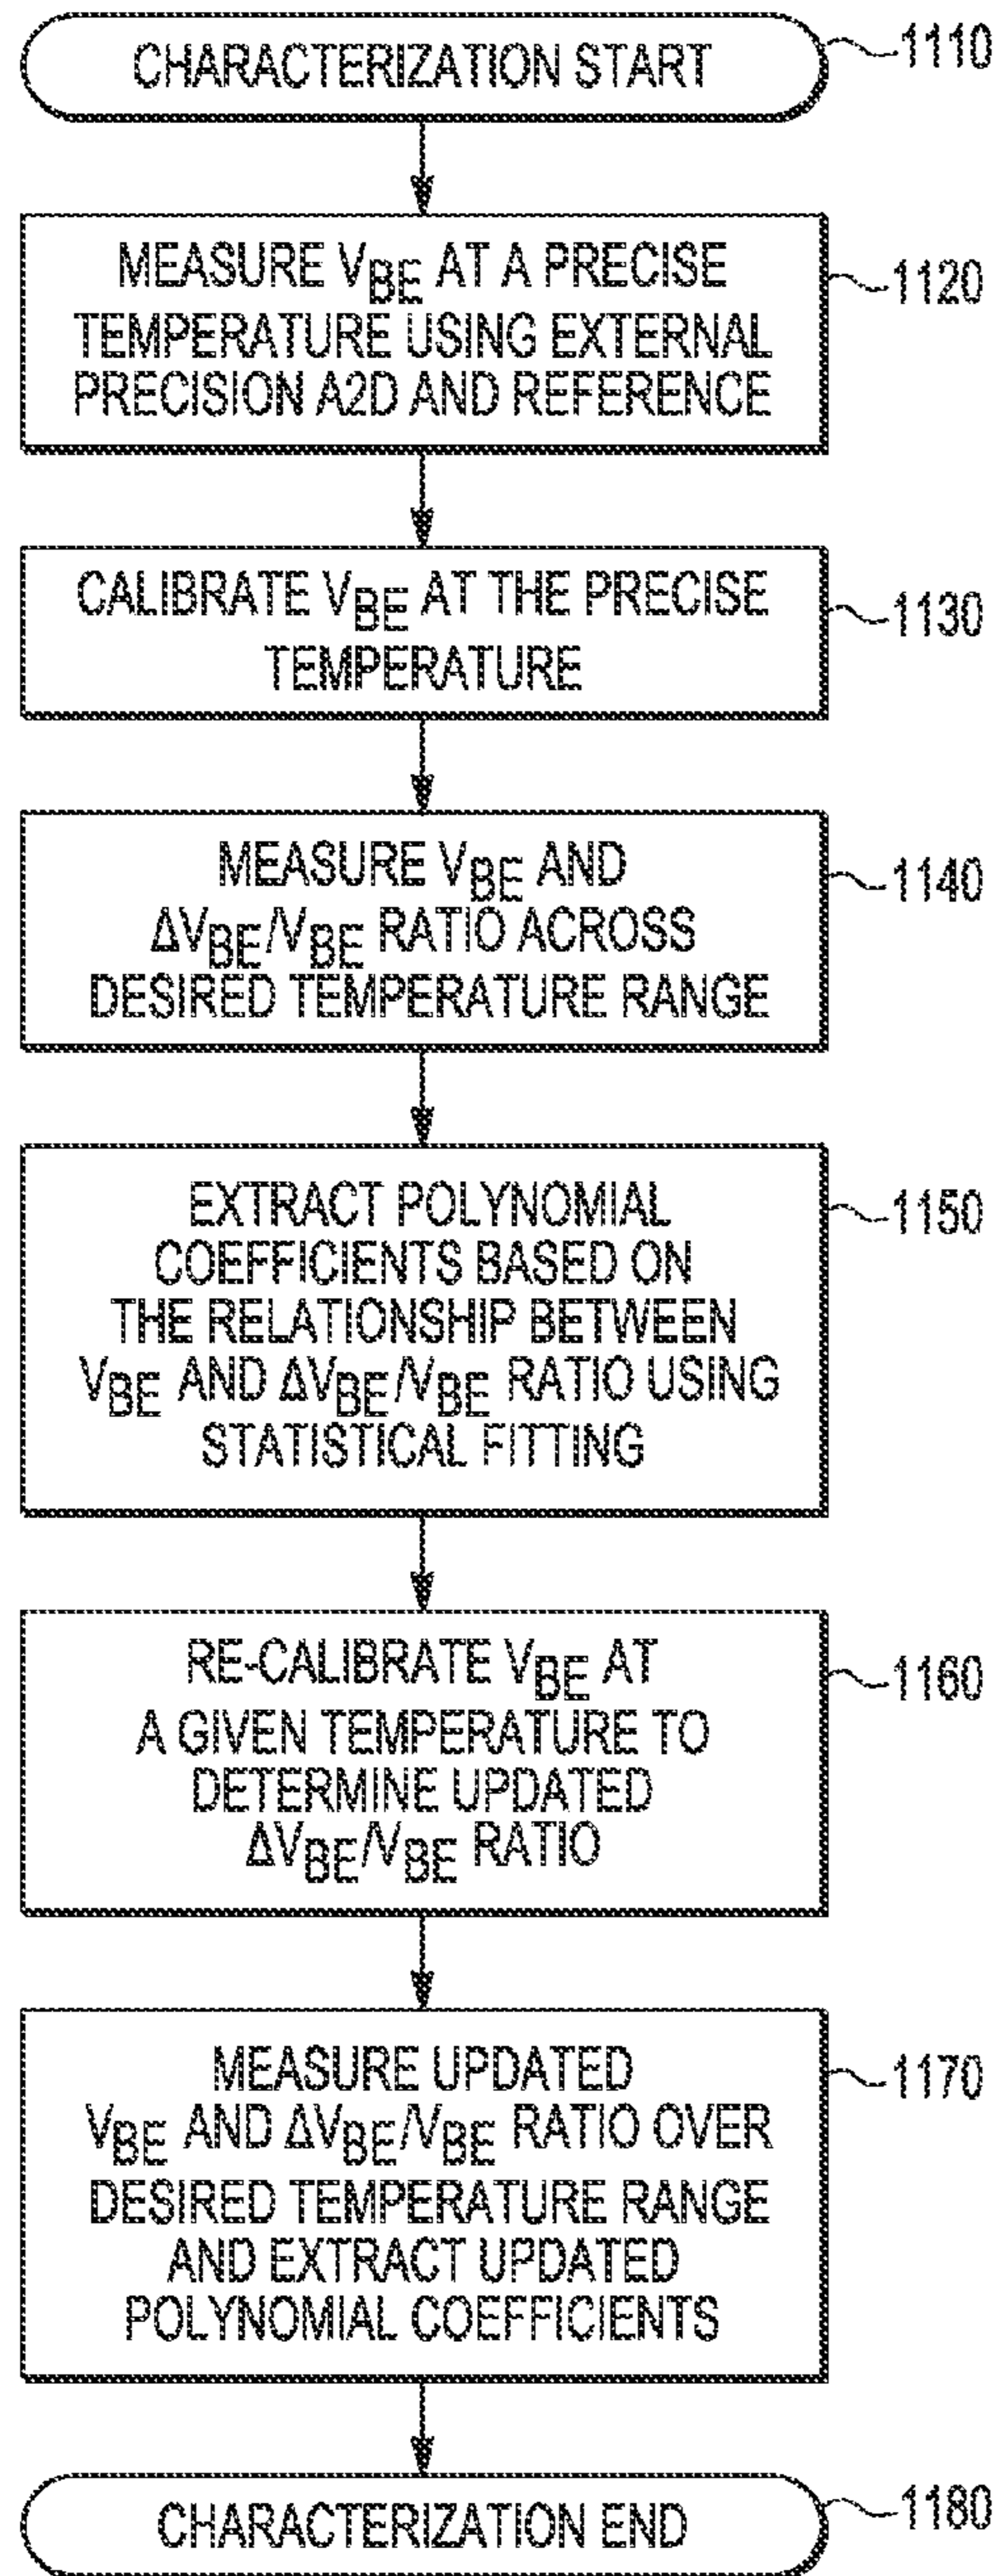 CHARACTERIZATION START
1110
MEASURE VBE AT A PRECISE
TEMPERATURE USING EXTERNAL
PRECISION A2D AND REFERENCE
1120
CALIBRATE VBE AT THE PRECISE
TEMPERATURE
1130
MEASURE VBE AND
ΔVBE/VBE RATIO ACROSS
DESIRED TEMPERATURE RANGE
1140
EXTRACT POLYNOMIAL
COEFFICIENTS BASED ON
THE RELATIONSHIP BETWEEN
VBE AND ΔVBE/VBE RATIO USING
STATISTICAL FITTING
1150
RE-CALIBRATE VBE AT
A GIVEN TEMPERATURE TO
DETERMINE UPDATED
ΔVBE/VBE RATIO
1160
MEASURE UPDATED
VBE AND ΔVBE/VBE RATIO OVER
DESIRED TEMPERATURE RANGE
AND EXTRACT UPDATED
POLYNOMIAL COEFFICIENTS
1170
CHARACTERIZATION END
1180